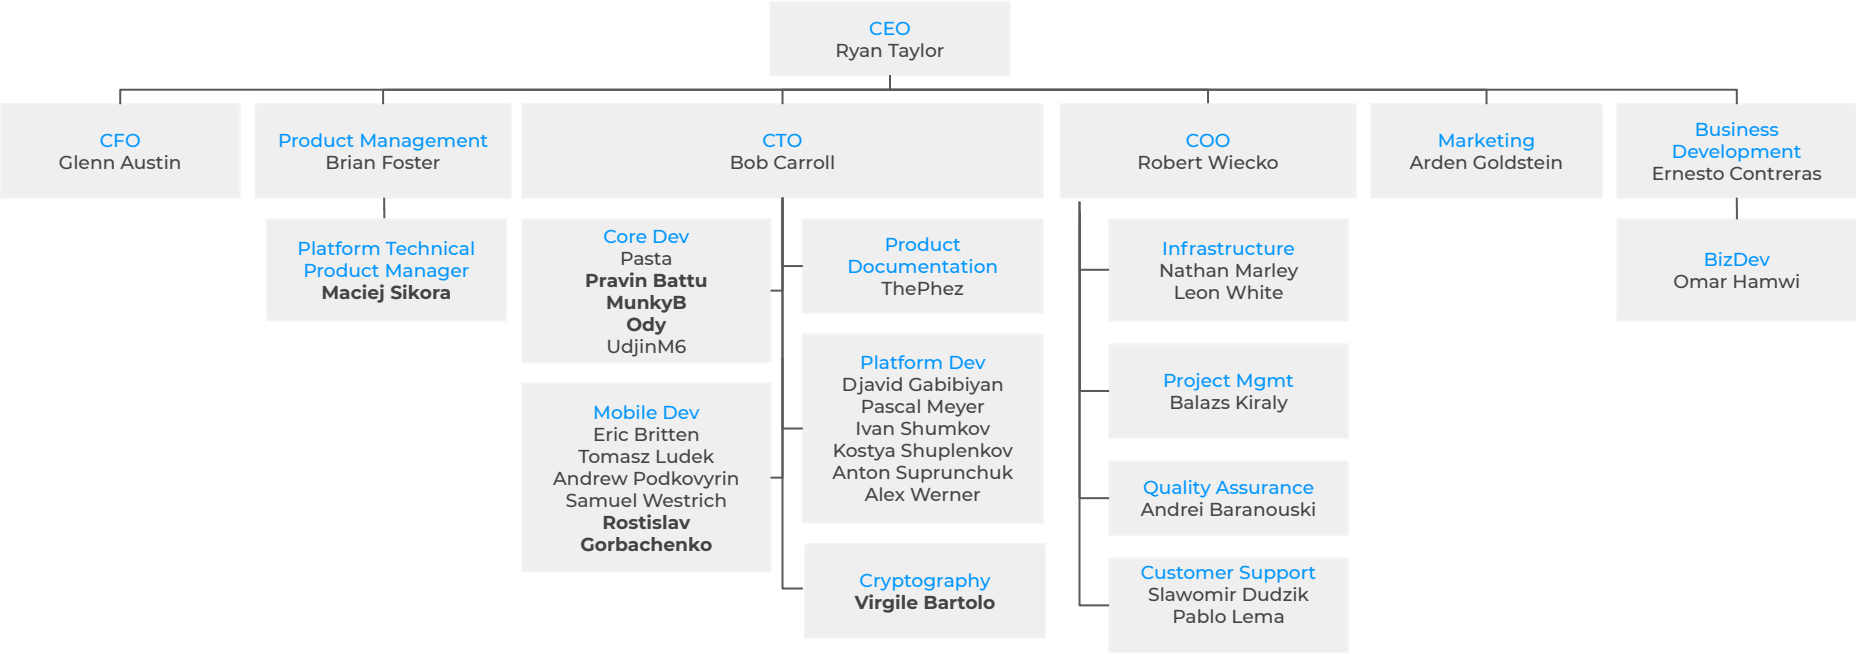 CEO
Ryan Taylor
CFO
Glenn Austin
Product Management
Brian Foster
CTO
Bob Carroll
COO
Robert Wiecko
Marketing
Arden Goldstein
Business
Development
Ernesto Contreras
Platform Technical
Product Manager
Maciej Sikora
Core Dev
Pasta
Pravin Battu
MunkyB
Ody
UdjinM6
Mobile Dev
Eric Britten
Tomasz Ludek
Andrew Podkovyrin
Samuel Westrich
Rostislav
Gorbachenko
Product
Documentation
ThePhez
Platform Dev
Djavid Gabibiyan
Pascal Meyer
Ivan Shumkov
Kostya Shuplenkov
Anton Suprunchuk
Alex Werner
Cryptography
Virgile Bartolo
Infrastructure
Nathan Marley
Leon White
Project Mgmt
Balazs Kiraly
Quality Assurance
Andrei Baranouski
Customer Support
Slawomir Dudzik
Pablo Lema
BizDev
Omar Hamwi